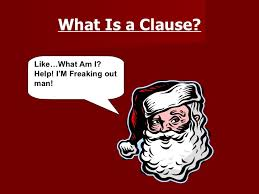 What Is a Clause?
Like…What Am I?
Help! I'M Freaking out
man!